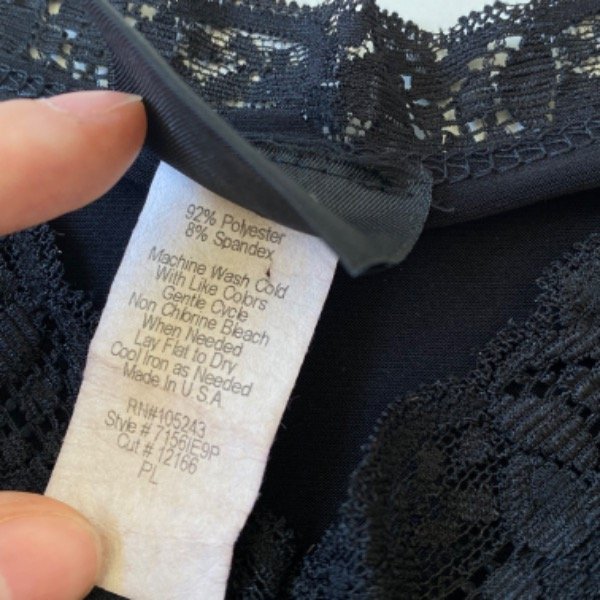 92% Polyester
8% Spandex
Machine Wash Cold
With Like Colors
Gentle Cycle
Non Chlorine Bleach
When Needed
Lay Flat to Dry
Cool Iron as Needed
Made In U S A
RN#105243
Style # 7156IE9P
Cut # 12166
PL